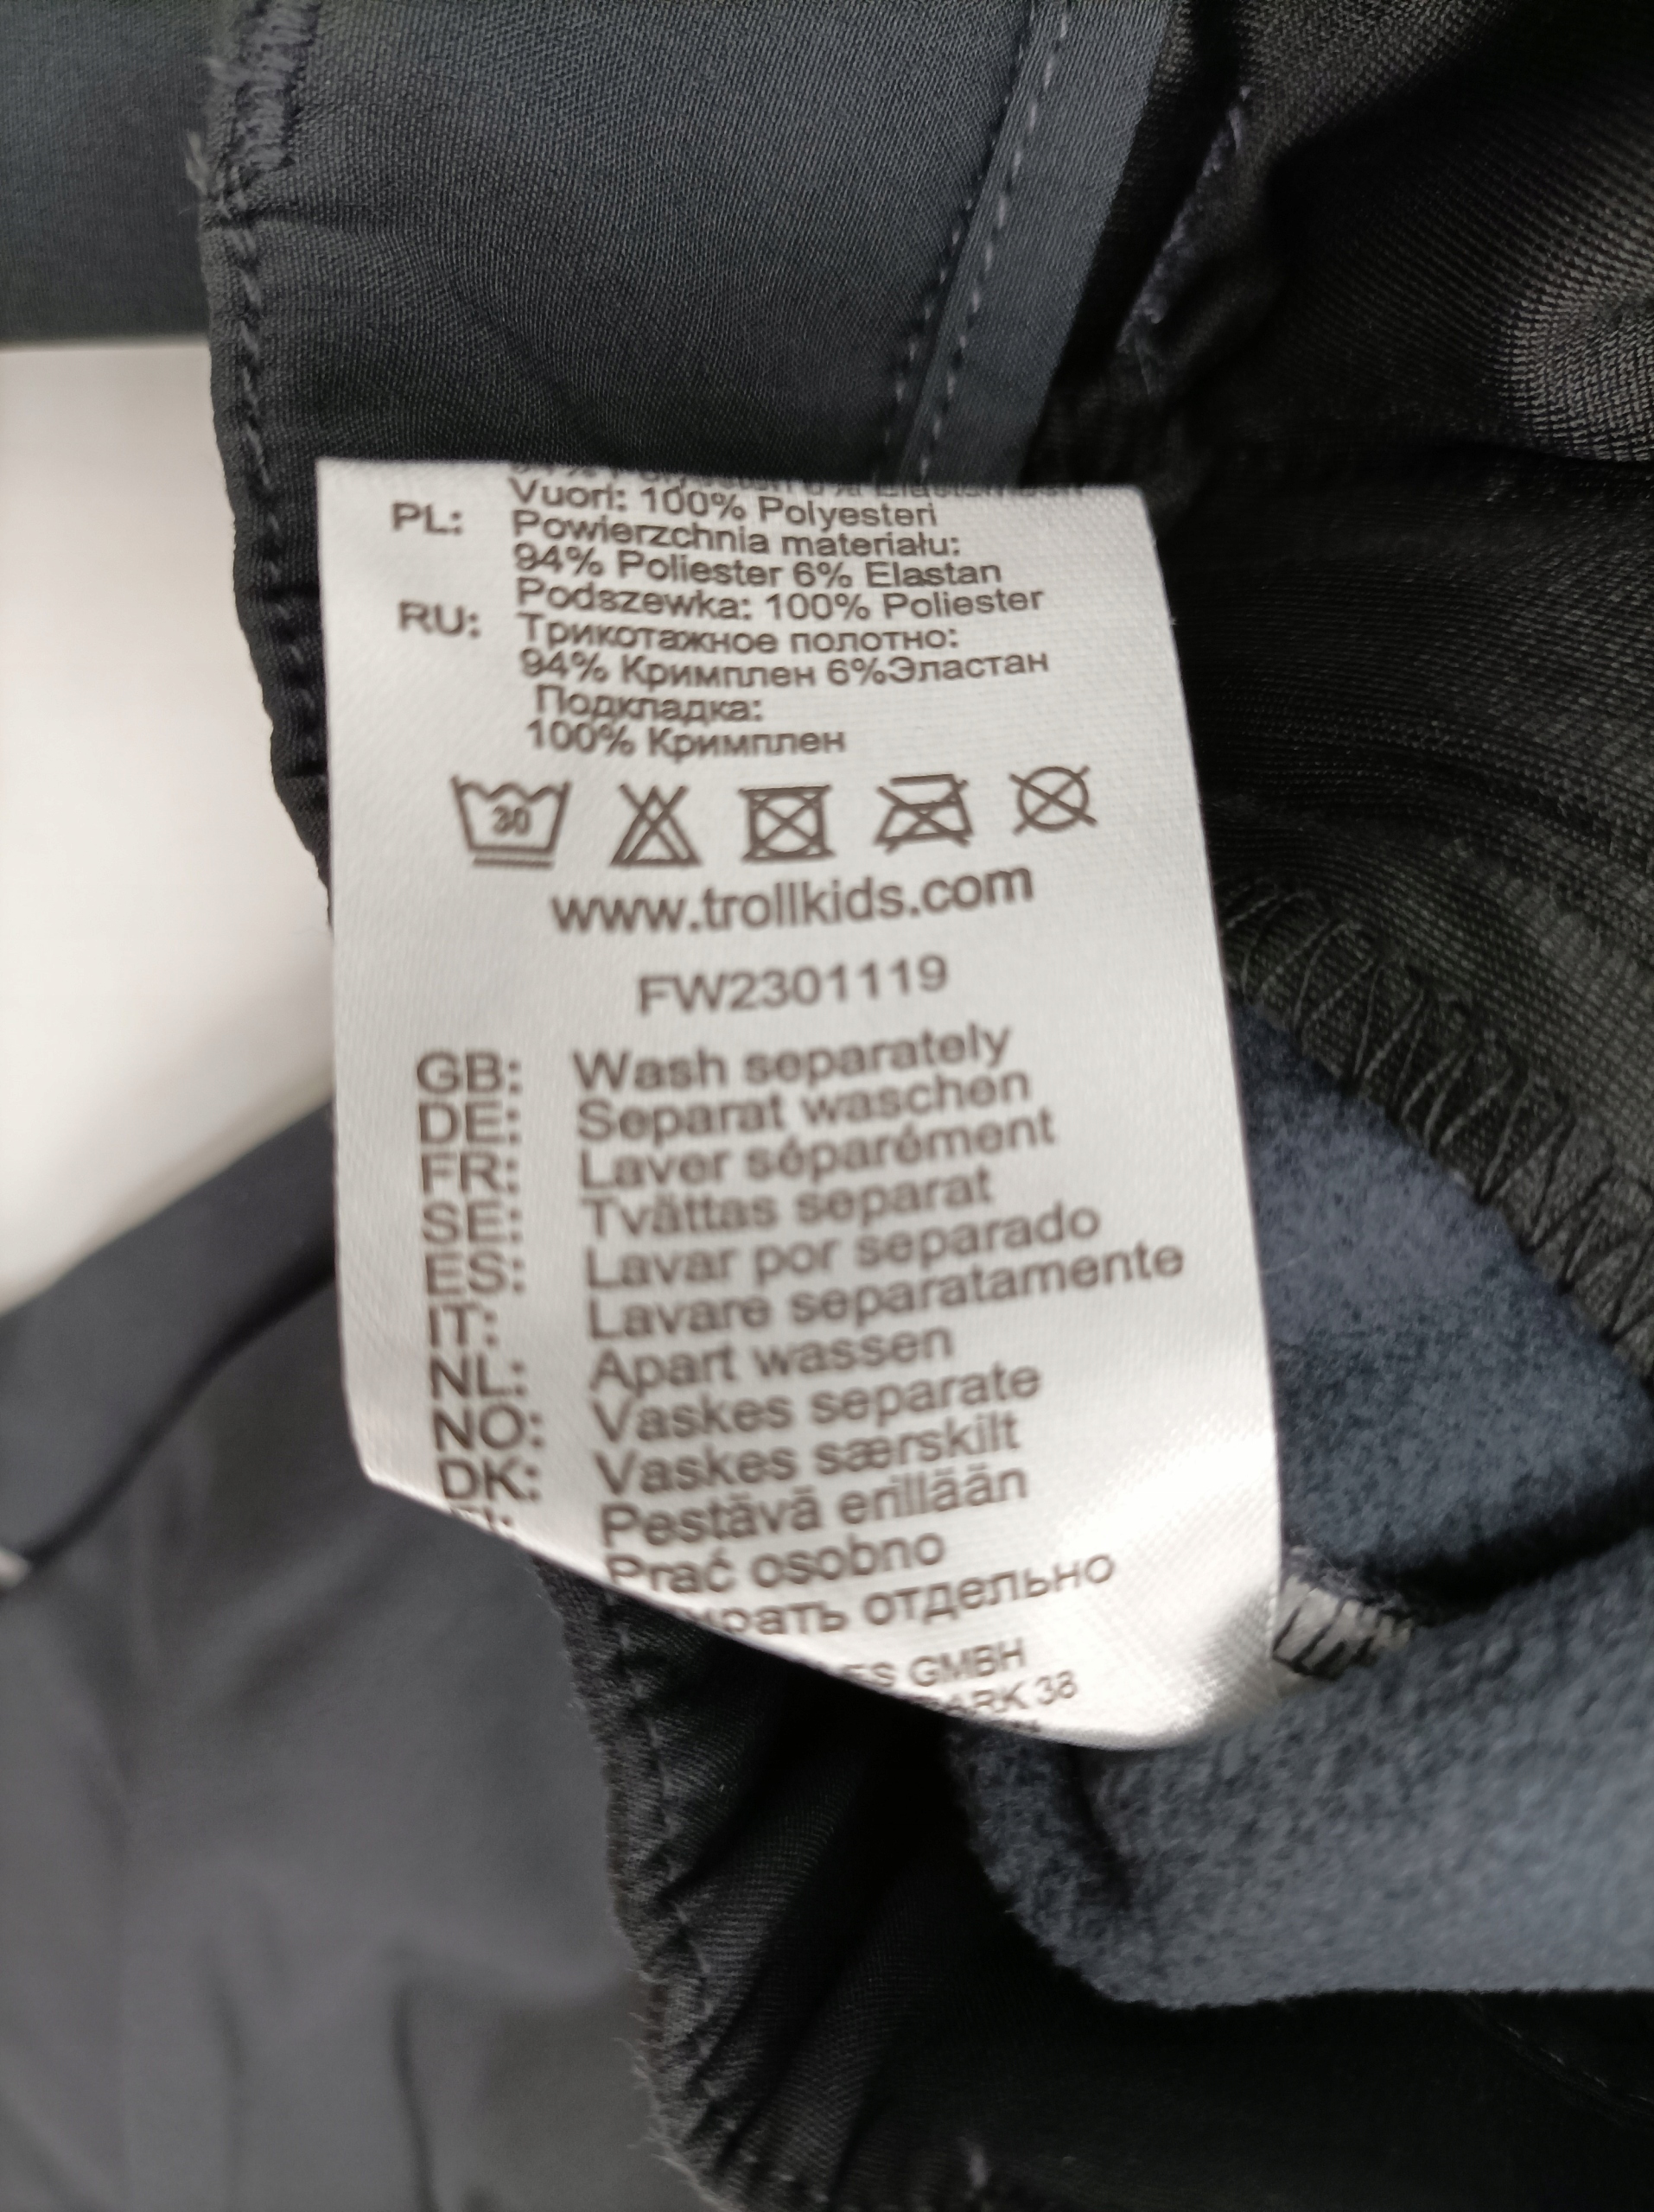 Vuori: 100% Polyesteri
PL: Powierzchnia materiału:
94% Poliester 6% Elastan
Podszewka: 100% Poliester
RU: Трикотажное полотно:
94% Кримплен 6%Эластан
Подкладка:
100% Кримплен
30
www.trollkids.com
FW2301119
GB: Wash separately
DE: Separat waschen
FR: Laver séparément
SE: Tvättas separat
ES: Lavar por separado
IT: Lavare separatamente
NL: Apart wassen
NO: Vaskes separate
DK: Vaskes særskilt
Pestävä erillään
Prać osobno
отдельно
GMBH
38